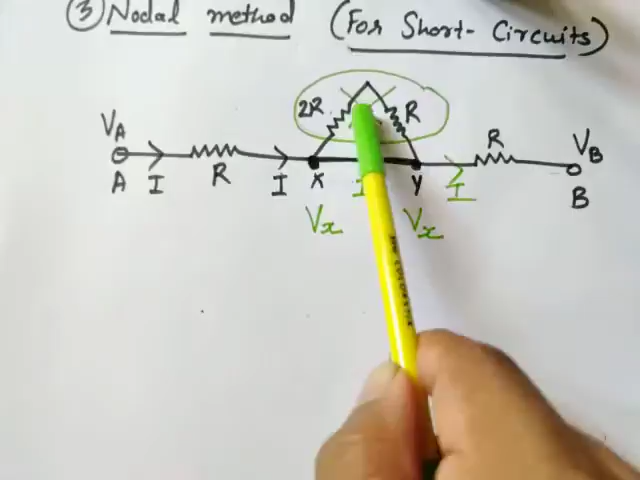 ③ Nodal method (For Short-Circuits)
2R R
VA R VB
A I R I X I Y I B
Vx Vx